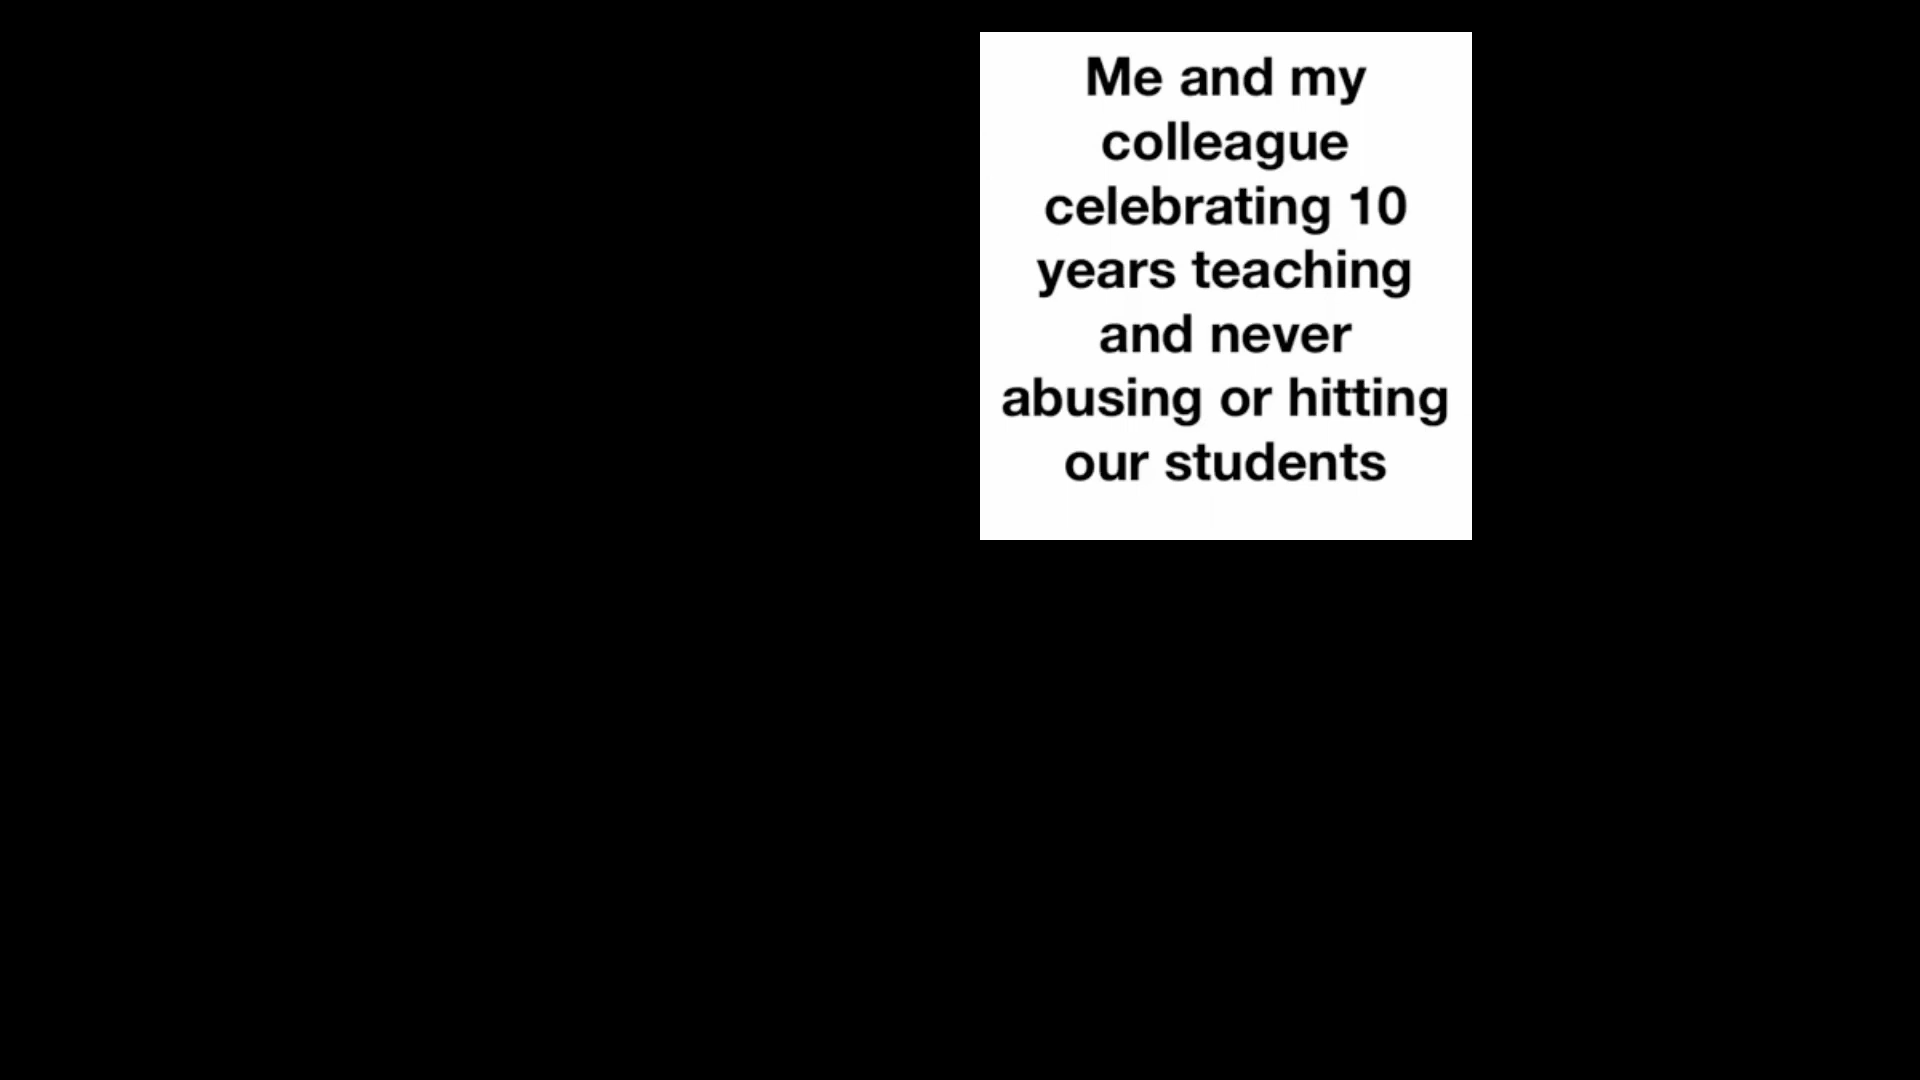 Me and my
colleague
celebrating 10
years teaching
and never
abusing or hitting
our students